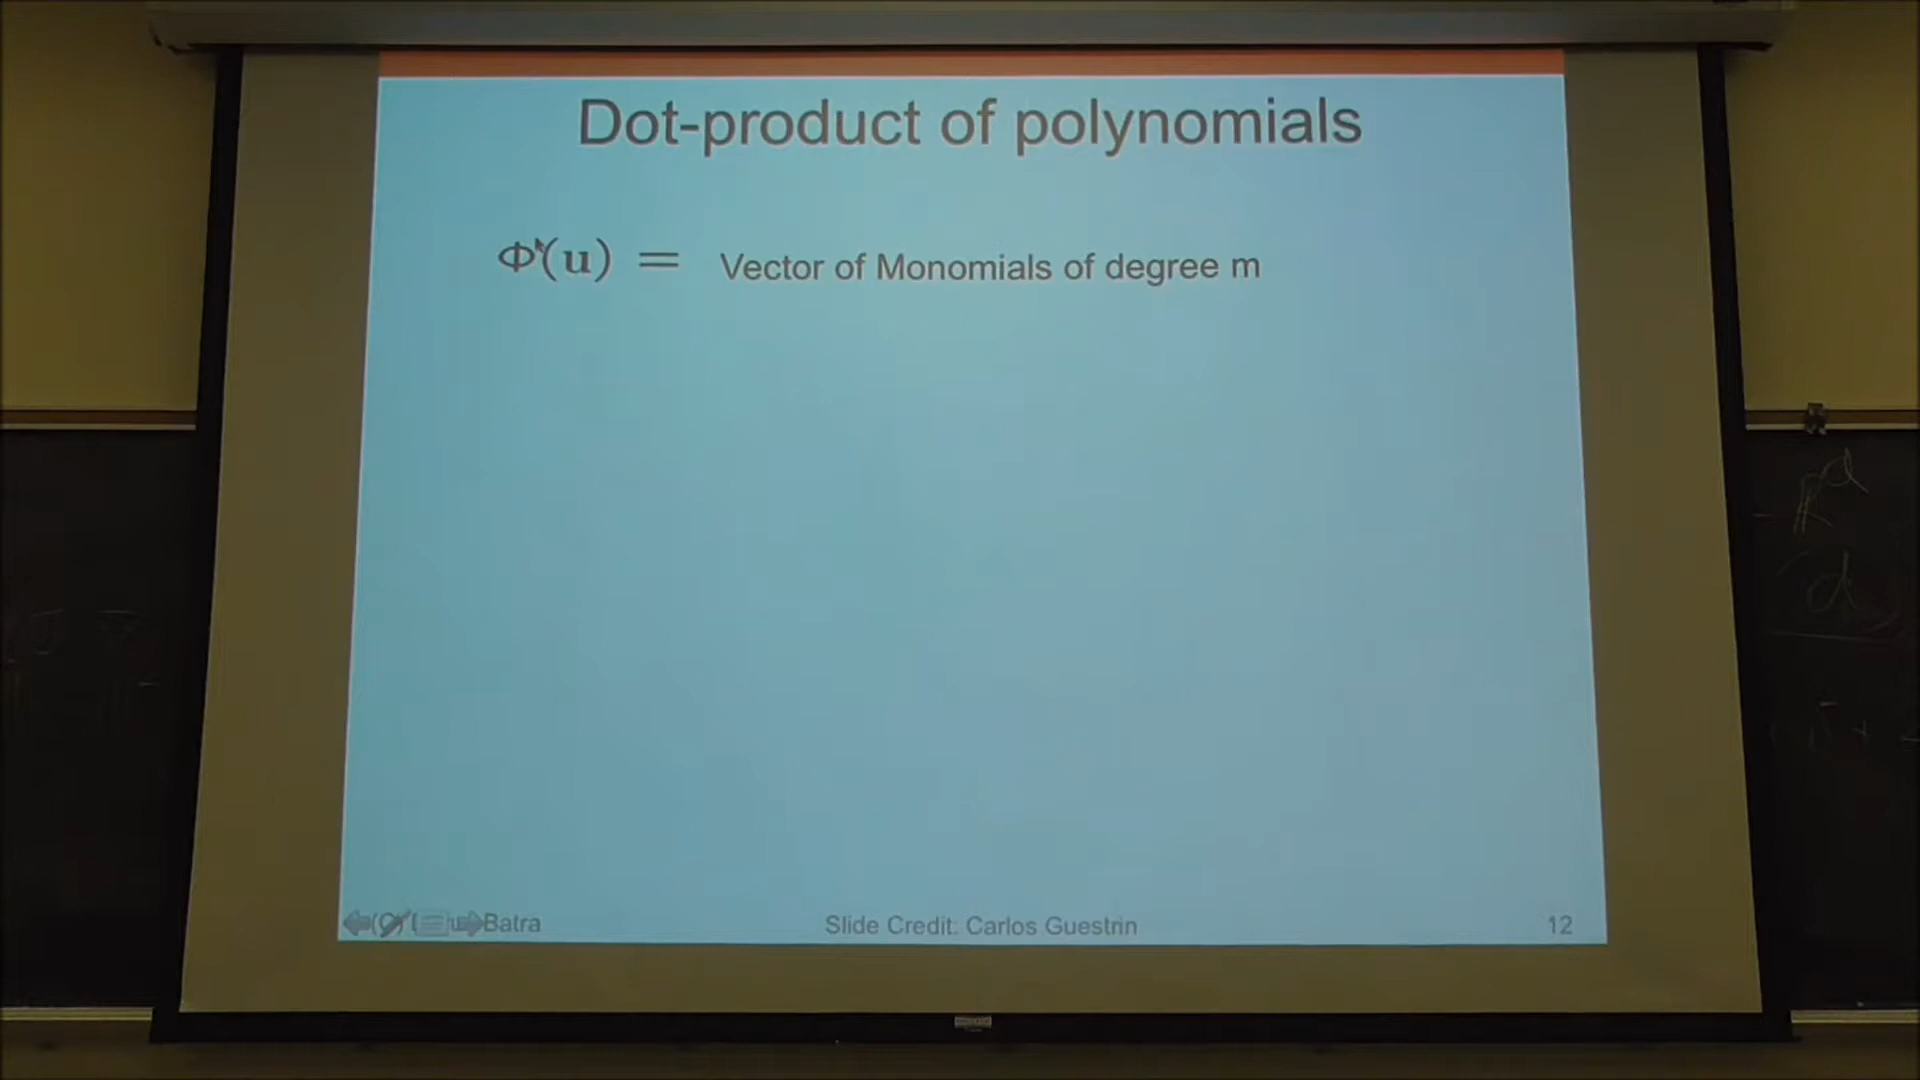 Dot-product of polynomials
Φ(u) = Vector of Monomials of degree m
Batra
Slide Credit: Carlos Guestrin
12
R^d
d